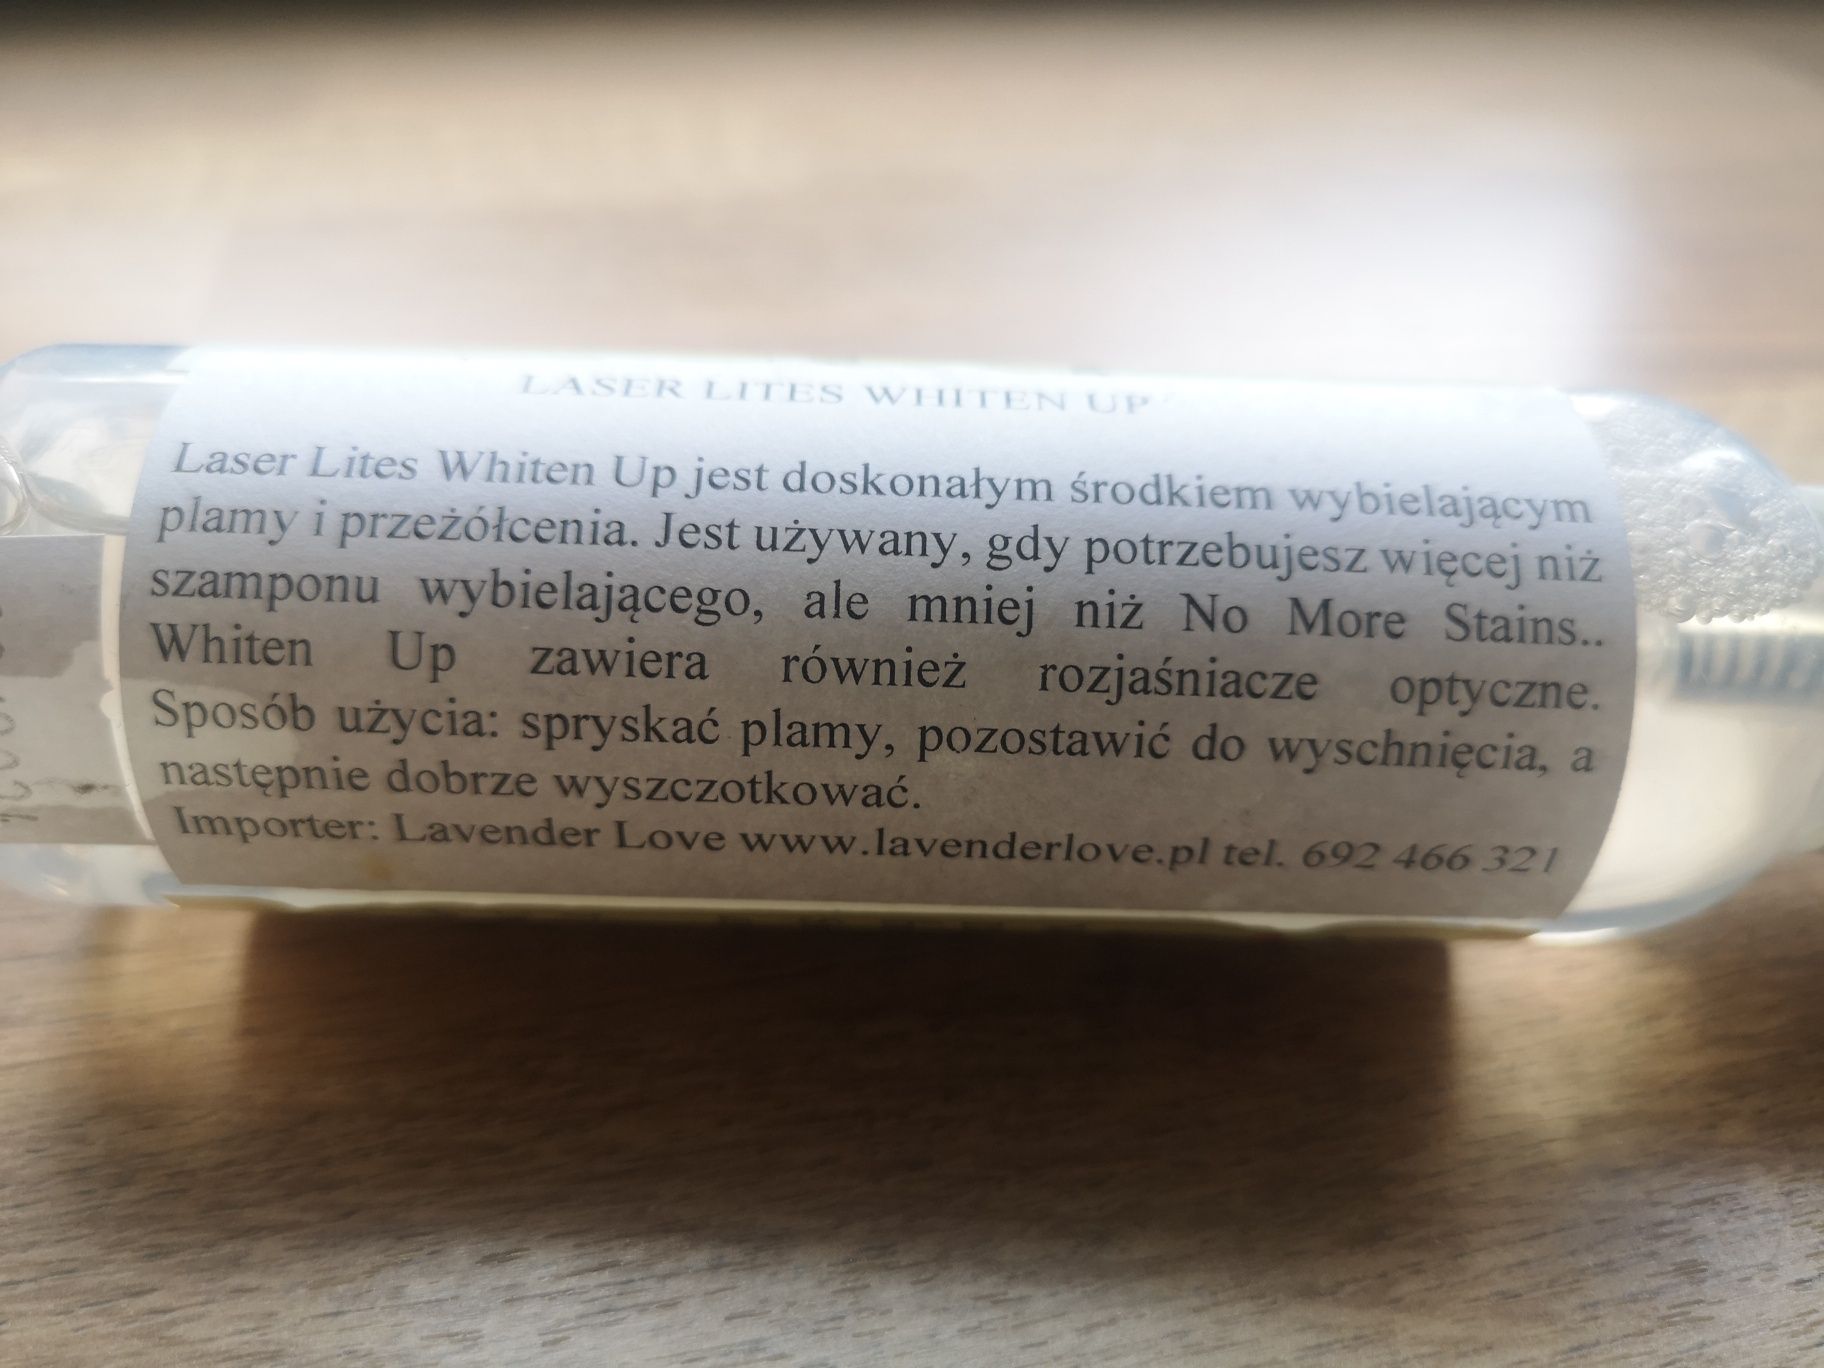 LASER LITES WHITEN UP
Laser Lites Whiten Up jest doskonałym środkiem wybielającym
plamy i przeżółcenia. Jest używany, gdy potrzebujesz więcej niż
szamponu wybielającego, ale mniej niż No More Stains..
Whiten Up zawiera również rozjaśniacze optyczne.
Sposób użycia: spryskać plamy, pozostawić do wyschnięcia, a
następnie dobrze wyszczotkować.
Importer: Lavender Love www.lavenderlove.pl tel. 692 466 321